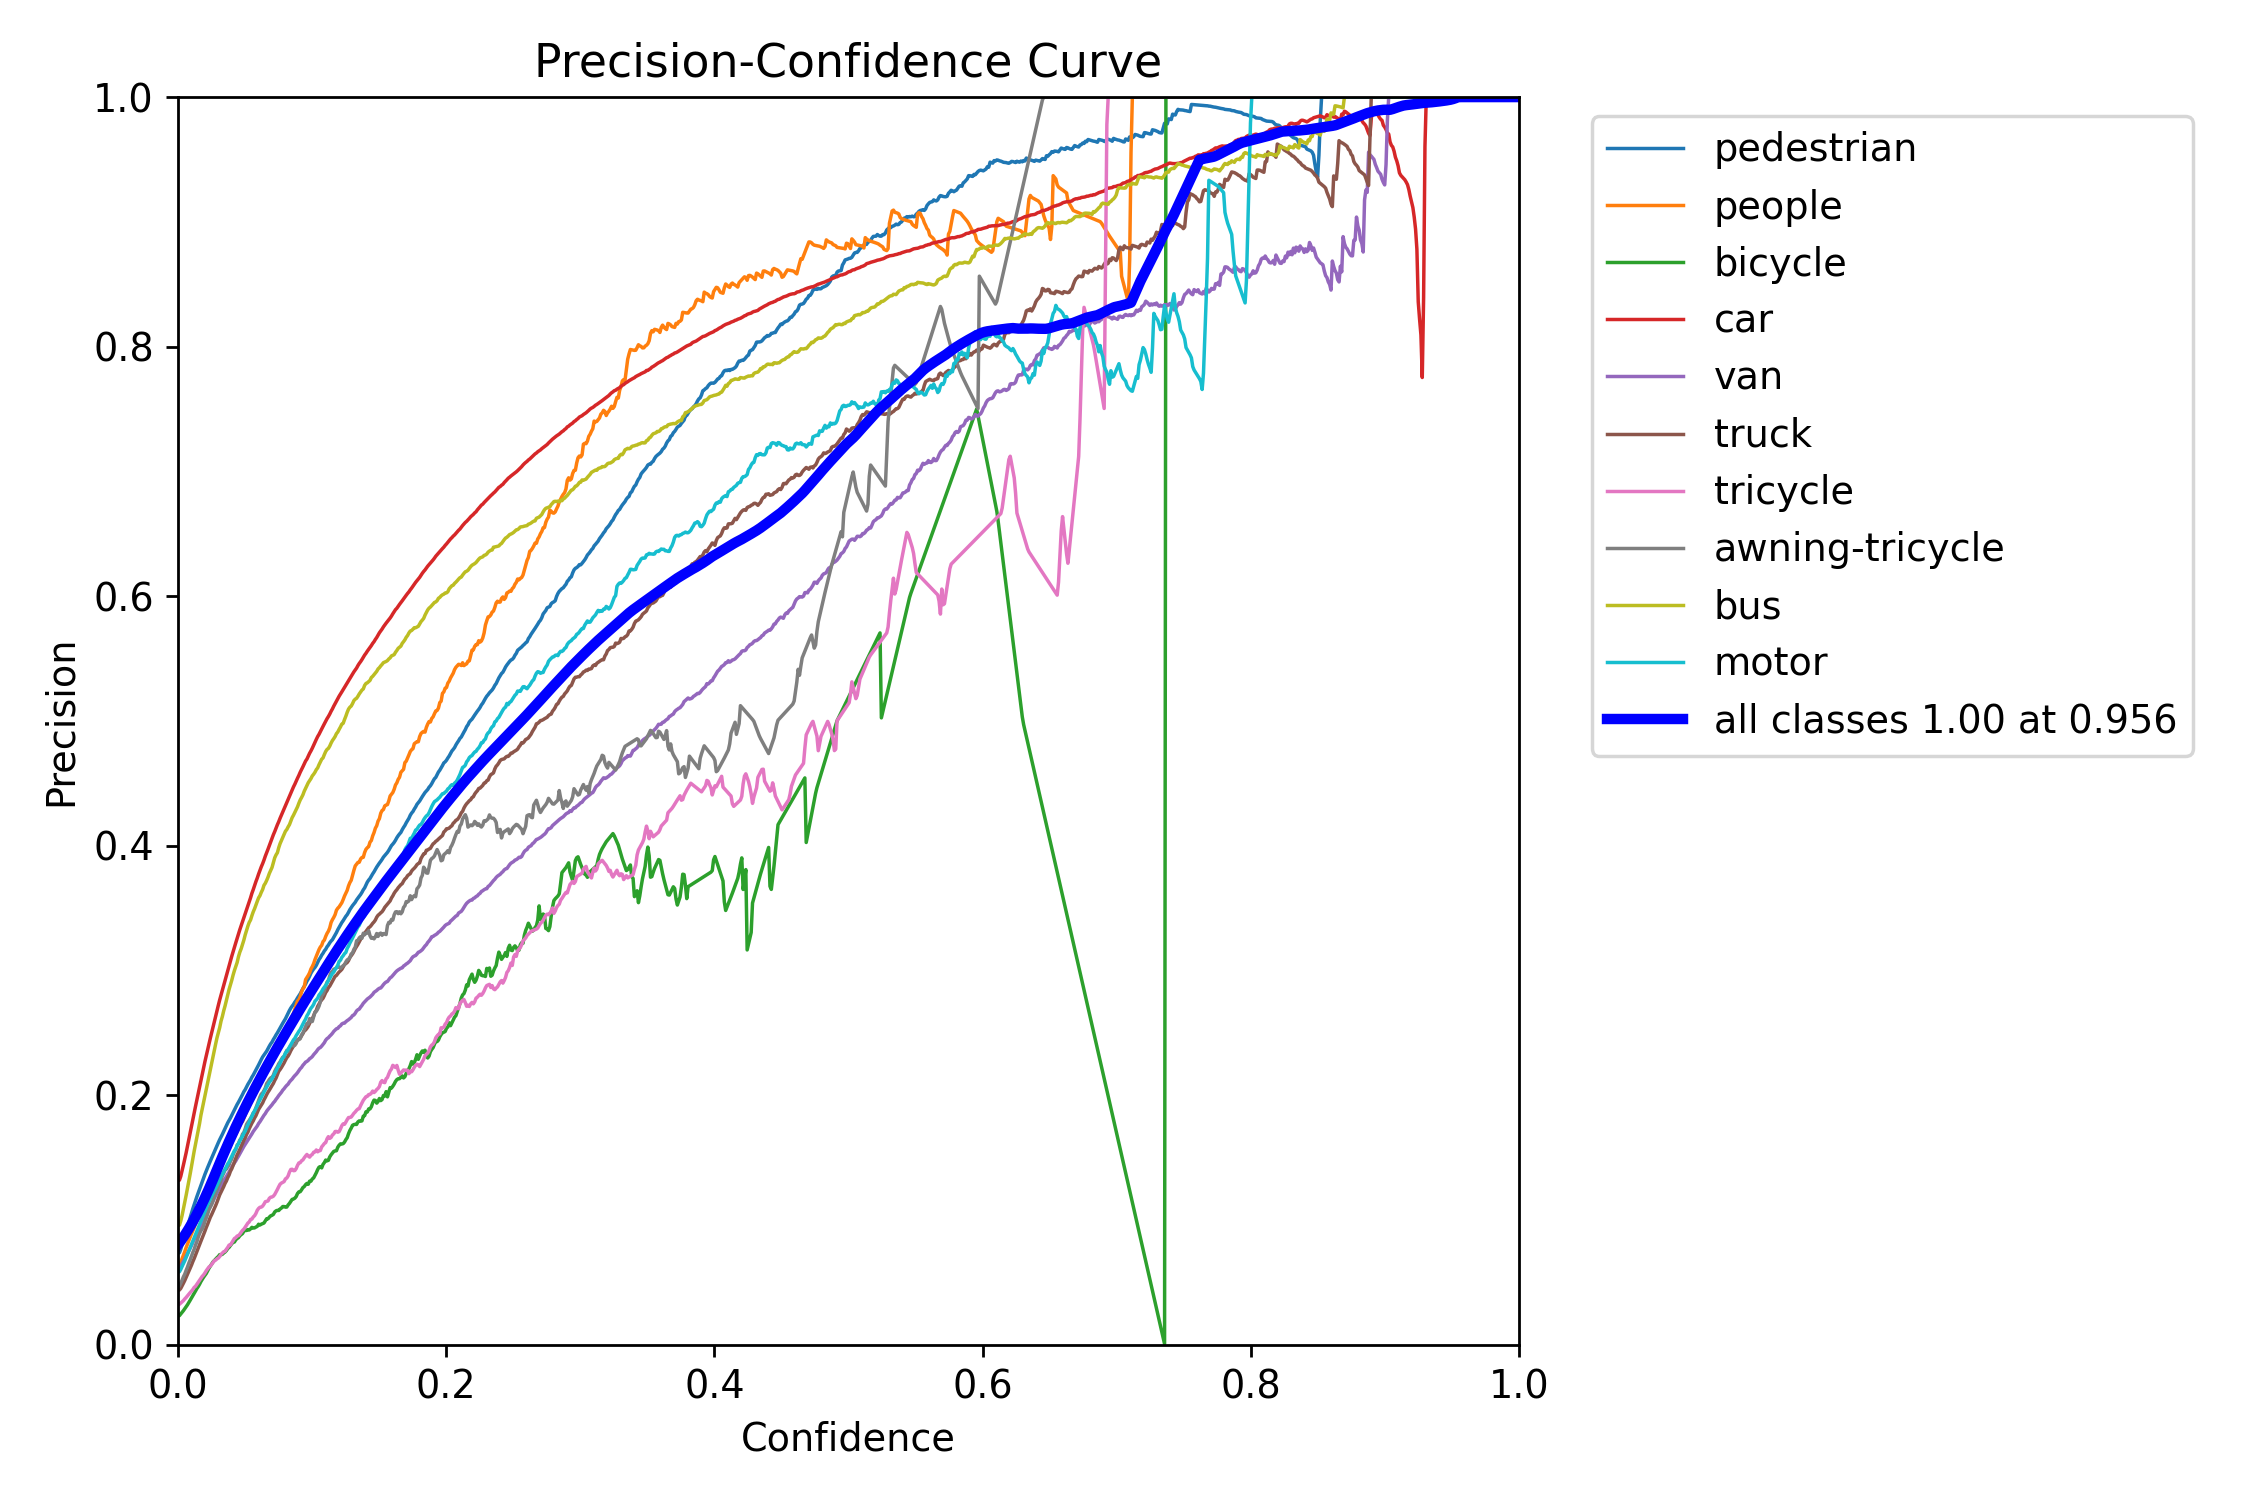 Precision-Confidence Curve
1.0
0.8
0.6
0.4
0.2
0.0
Precision
0.0 0.2 0.4 0.6 0.8 1.0
Confidence
pedestrian
people
bicycle
car
van
truck
tricycle
awning-tricycle
bus
motor
all classes 1.00 at 0.956